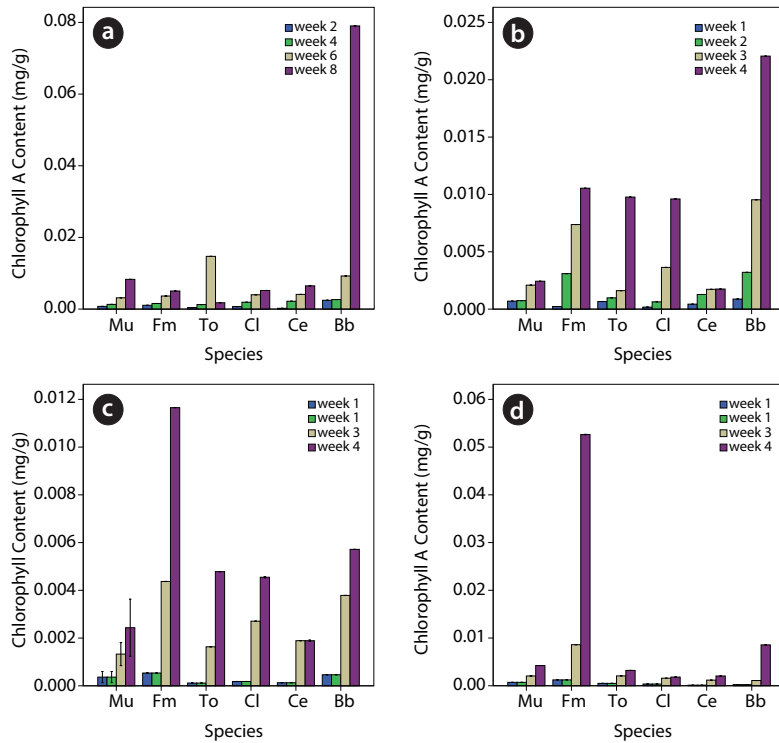 a
Chlorophyll A Content (mg/g)
0.08
0.06
0.04
0.02
0.00
week 2
week 4
week 6
week 8
Mu Fm To Cl Ce Bb
Species
b
Chlorophyll A Content (mg/g)
0.025
0.020
0.015
0.010
0.005
0.000
week 1
week 2
week 3
week 4
Mu Fm To Cl Ce Bb
Species
c
Chlorophyll Content (mg/g)
0.012
0.010
0.008
0.006
0.004
0.002
0.000
week 1
week 1
week 3
week 4
Mu Fm To Cl Ce Bb
Species
d
Chlorophyll A Content (mg/g)
0.06
0.05
0.04
0.03
0.02
0.01
0.00
week 1
week 1
week 3
week 4
Mu Fm To Cl Ce Bb
Species